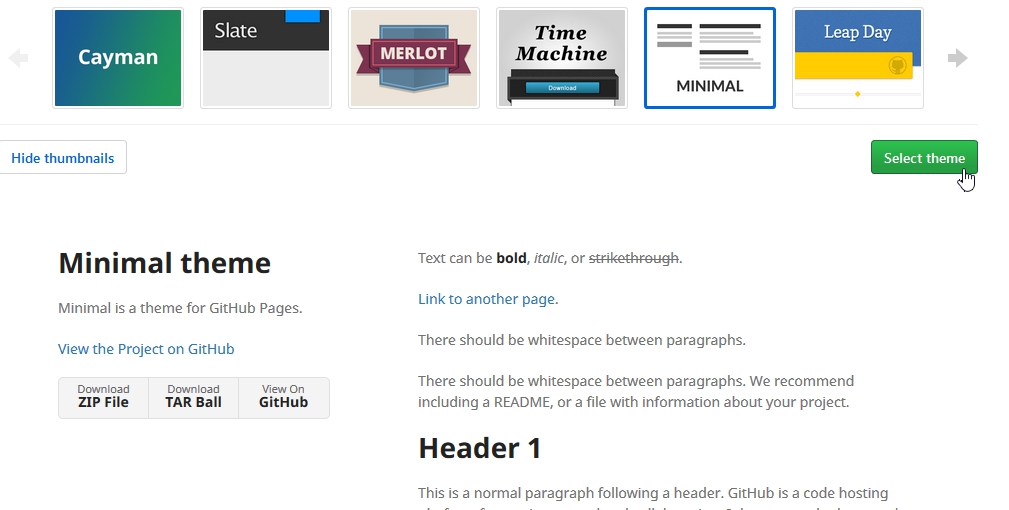 Cayman
Slate
MERLOT
Time
Machine
Download
MINIMAL
Leap Day
Hide thumbnails
Select theme
Minimal theme
Minimal is a theme for GitHub Pages.
View the Project on GitHub
Download
ZIP File
Download
TAR Ball
View On
GitHub
Text can be bold, italic, or strikethrough.
Link to another page.
There should be whitespace between paragraphs.
There should be whitespace between paragraphs. We recommend
including a README, or a file with information about your project.
Header 1
This is a normal paragraph following a header. GitHub is a code hosting